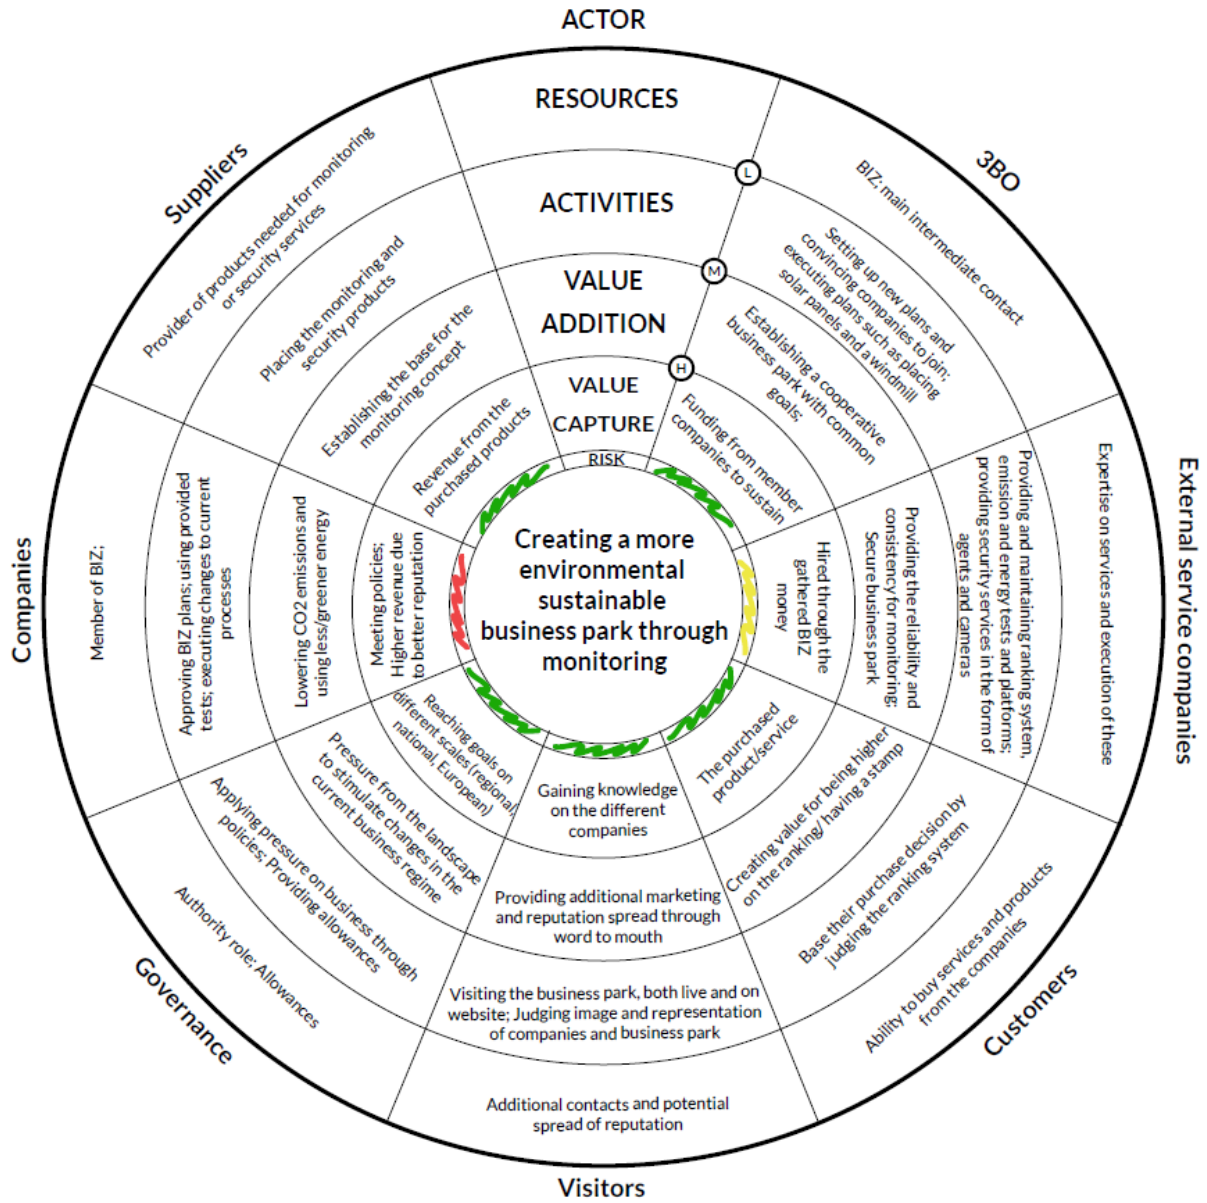 ACTOR
RESOURCES
ACTIVITIES
VALUE
ADDITION
VALUE
CAPTURE
RISK
L
M
H
Creating a more
environmental
sustainable
business park through
monitoring
3BO
BIZ; main intermediate contact
Setting up new plans and
convincing companies to join;
executing plans such as placing
solar panels and a windmill
Establishing a cooperative
business park with common
goals;
Funding from member
companies to sustain
External service companies
Expertise on services and execution of these
Providing and maintaining ranking system,
emission and energy tests and platforms;
providing security services in the form of
agents and cameras
Providing the reliability and
consistency for monitoring;
Secure business park
Hired through the
gathered BIZ
money
Customers
Ability to buy services and products
from the companies
Base their purchase decision by
judging the ranking system
Creating value for being higher
on the ranking/ having a stamp
The purchased
product/service
Visitors
Additional contacts and potential
spread of reputation
Visiting the business park, both live and on
website; Judging image and representation
of companies and business park
Providing additional marketing
and reputation spread through
word to mouth
Gaining knowledge
on the different
companies
Governance
Authority role; Allowances
Applying pressure on business through
policies; Providing allowances
Pressure from the landscape
to stimulate changes in the
current business regime
Reaching goals on
different scales (regional,
national, European)
Companies
Member of BIZ;
Approving BIZ plans; using provided
tests; executing changes to current
processes
Lowering CO2 emissions and
using less/greener energy
Meeting policies;
Higher revenue due
to better reputation
Suppliers
Provider of products needed for monitoring
or security services
Placing the monitoring and
security products
Establishing the base for the
monitoring concept
Revenue from the
purchased products